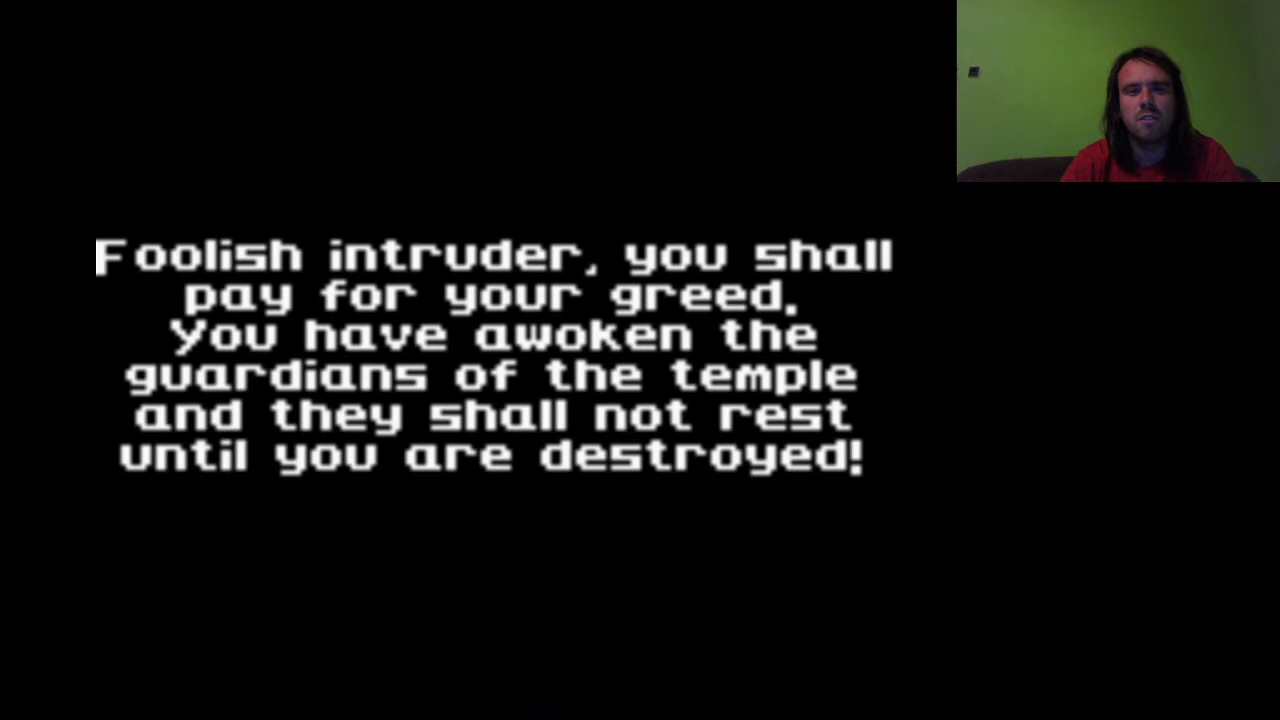 Foolish intruder, you shall
pay for your greed.
You have awoken the
guardians of the temple
and they shall not rest
until you are destroyed!